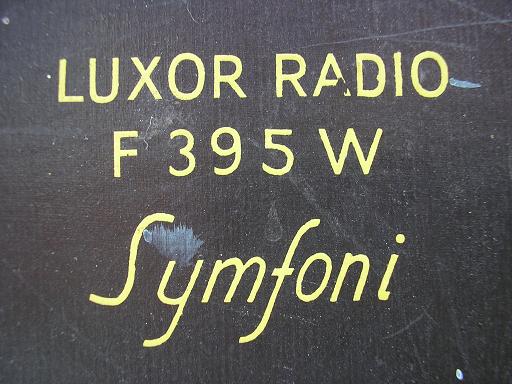 LUXOR RADIO
F 395 W
Symfoni